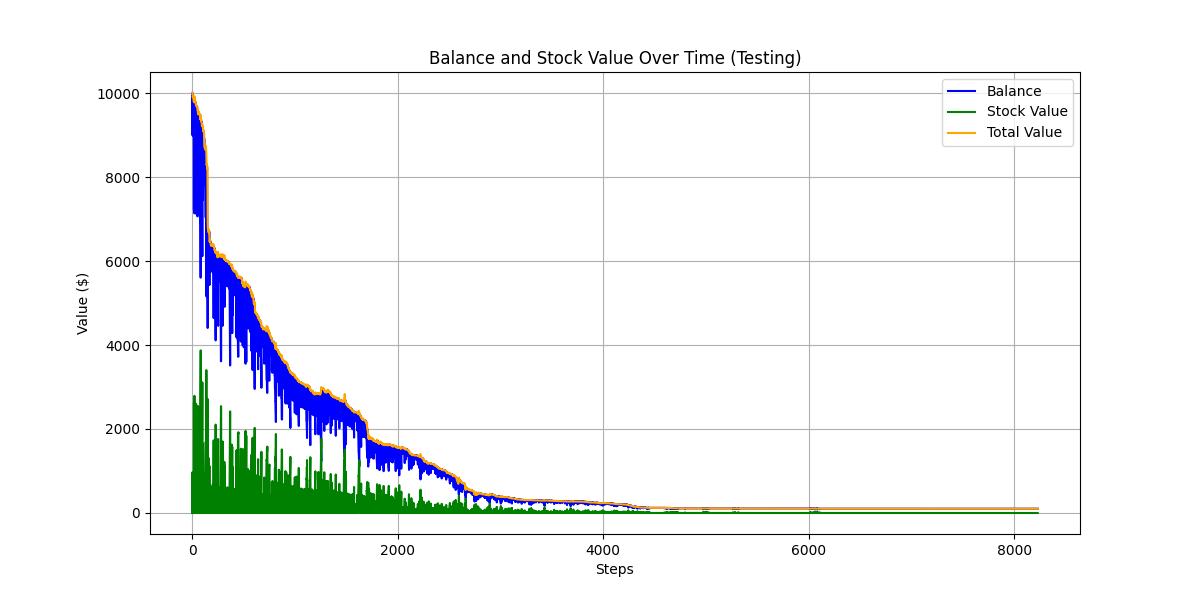 Balance and Stock Value Over Time (Testing)
10000
8000
6000
4000
2000
0
Value ($)
Balance
Stock Value
Total Value
0
2000
4000
6000
8000
Steps